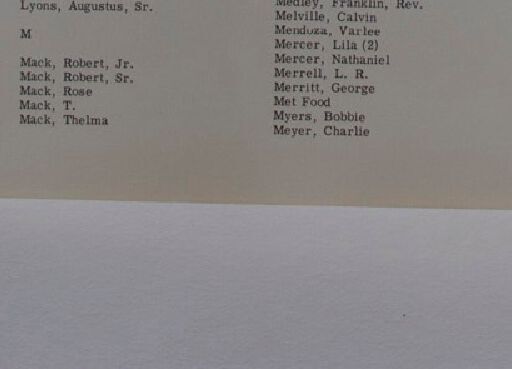 Lyons, Augustus, Sr.
M
Mack, Robert, Jr.
Mack, Robert, Sr.
Mack, Rose
Mack, T.
Mack, Thelma
Medley, Franklin, Rev.
Melville, Calvin
Mendoza, Varlee
Mercer, Lila (2)
Mercer, Nathaniel
Merrell, L. R.
Merritt, George
Met Food
Myers, Bobbie
Meyer, Charlie